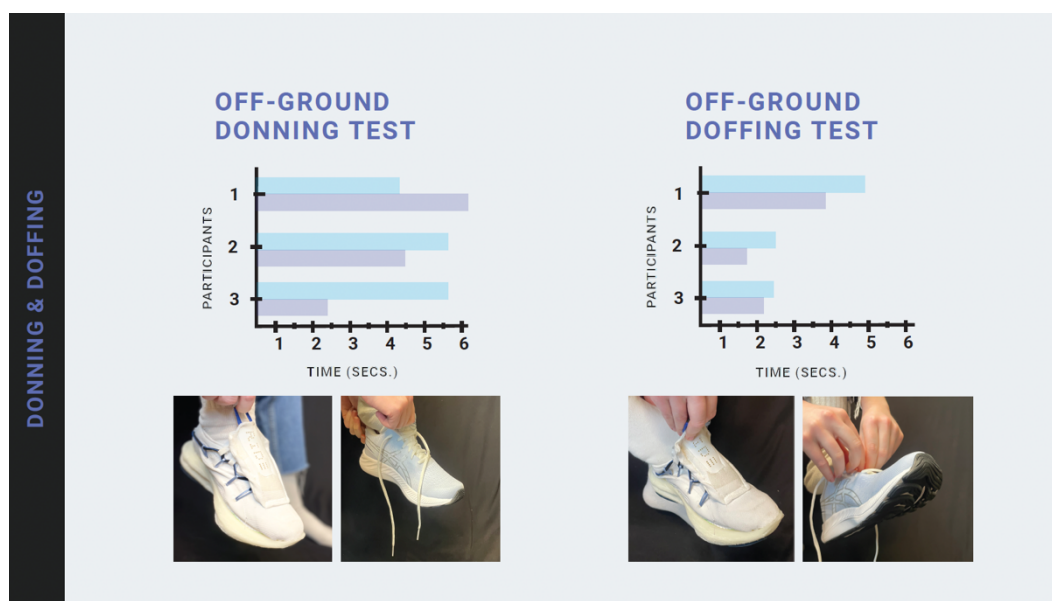 DONNING & DOFFING
OFF-GROUND
DONNING TEST
PARTICIPANTS
1
2
3
1 2 3 4 5 6
TIME (SECS.)
OFF-GROUND
DOFFING TEST
PARTICIPANTS
1
2
3
1 2 3 4 5 6
TIME (SECS.)